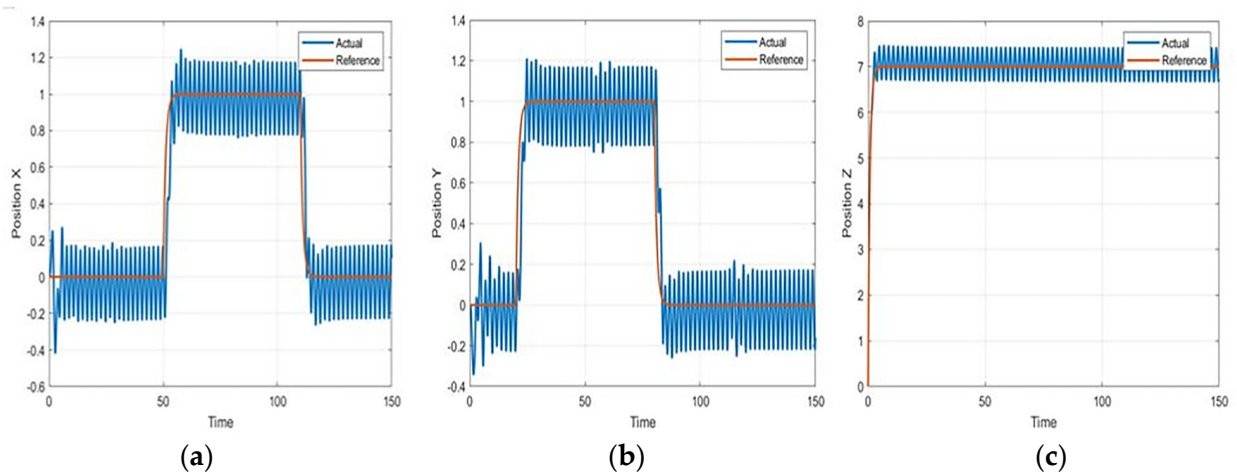 1.4
1.2
1
0.8
0.6
0.4
0.2
0
-0.2
-0.4
-0.6
Position X
Actual
Reference
0 50 100 150
Time
(a)
1.4
1.2
1
0.8
0.6
0.4
0.2
0
-0.2
-0.4
Position Y
Actual
Reference
0 50 100 150
Time
(b)
8
7
6
5
4
3
2
1
0
Position Z
Actual
Reference
0 50 100 150
Time
(c)